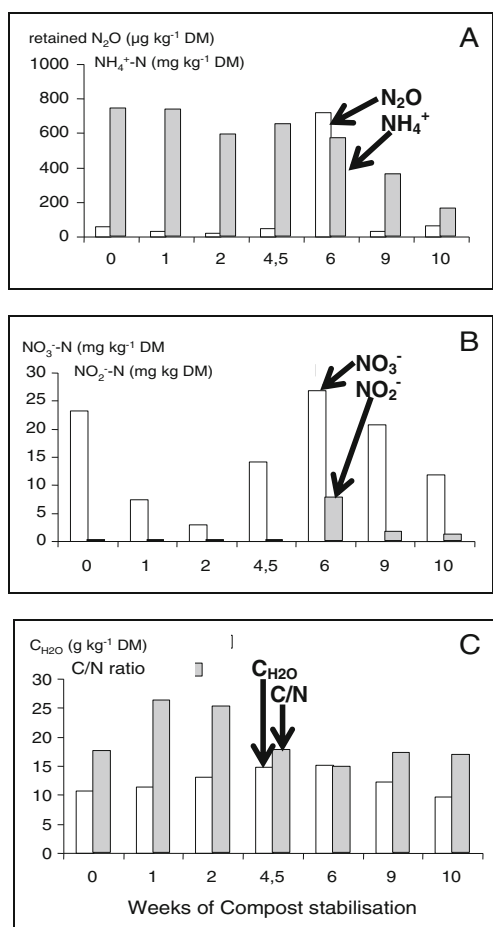 retained N₂O (µg kg⁻¹ DM)
A
NH₄⁺-N (mg kg⁻¹ DM)
1000
800
600
400
200
0
N₂O
NH₄⁺
0 1 2 4,5 6 9 10
NO₃⁻-N (mg kg⁻¹ DM
B
NO₂⁻-N (mg kg DM)
30
25
20
15
10
5
0
NO₃⁻
NO₂⁻
0 1 2 4,5 6 9 10
C_H2O (g kg⁻¹ DM)
C
C/N ratio
30
25
20
15
10
5
0
C_H2O
C/N
0 1 2 4,5 6 9 10
Weeks of Compost stabilisation